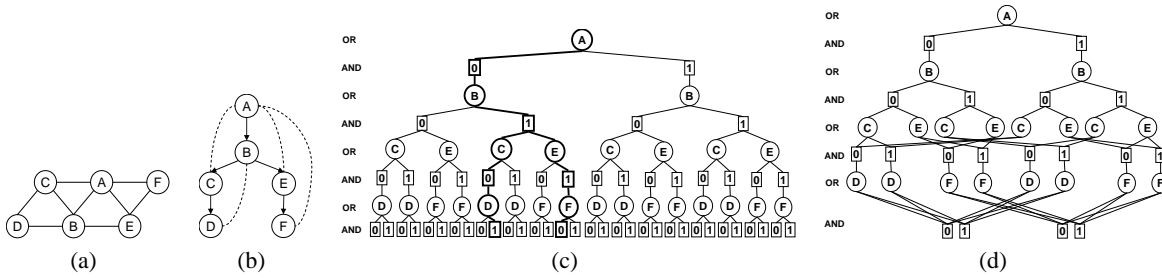 C A F
D B E
(a)
A
B
C E
D F
(b)
OR A
AND 0 1
OR B B
AND 0 1 0 1
OR C E C E C E C E
AND 0 1 0 1 0 1 0 1 0 1 0 1 0 1 0 1
OR D D F F D D F F D D F F D D F F
AND 0 1 0 1 0 1 0 1 0 1 0 1 0 1 0 1 0 1 0 1 0 1 0 1 0 1 0 1 0 1 0 1
(c)
OR A
AND 0 1
OR B B
AND 0 1 0 1
OR C E C E C E C E
AND 0 1 0 1 0 1 0 1
OR D D F F D D F F
AND 0 1 0 1
(d)